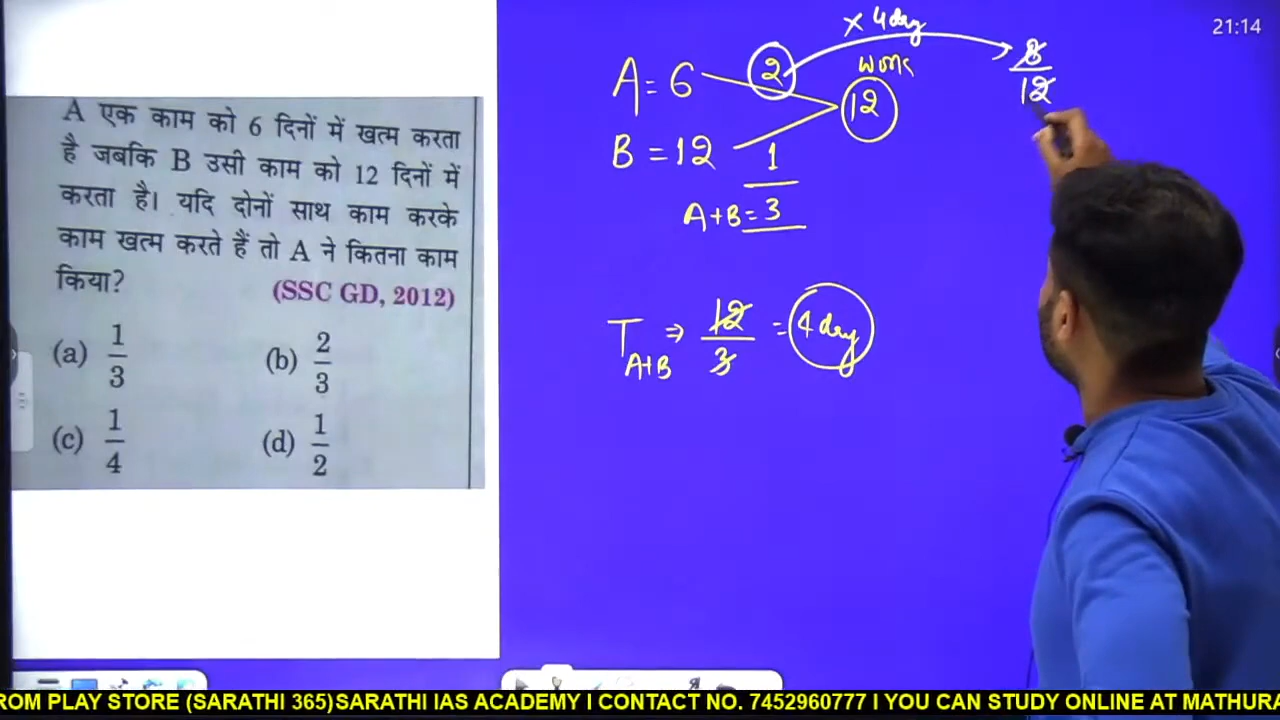 21:14
A एक काम को 6 दिनों में खत्म करता
है जबकि B उसी काम को 12 दिनों में
करता है। यदि दोनों साथ काम करके
काम खत्म करते हैं तो A ने कितना काम
किया?
(SSC GD, 2012)
(a) 1/3
(b) 2/3
(c) 1/4
(d) 1/2
A = 6
2
× 4 day
8/12
work
12
B = 12
1
A+B = 3
T A+B ⇒ 12/3 = 4 day
ROM PLAY STORE (SARATHI 365)SARATHI IAS ACADEMY I CONTACT NO. 7452960777 I YOU CAN STUDY ONLINE AT MATHURA